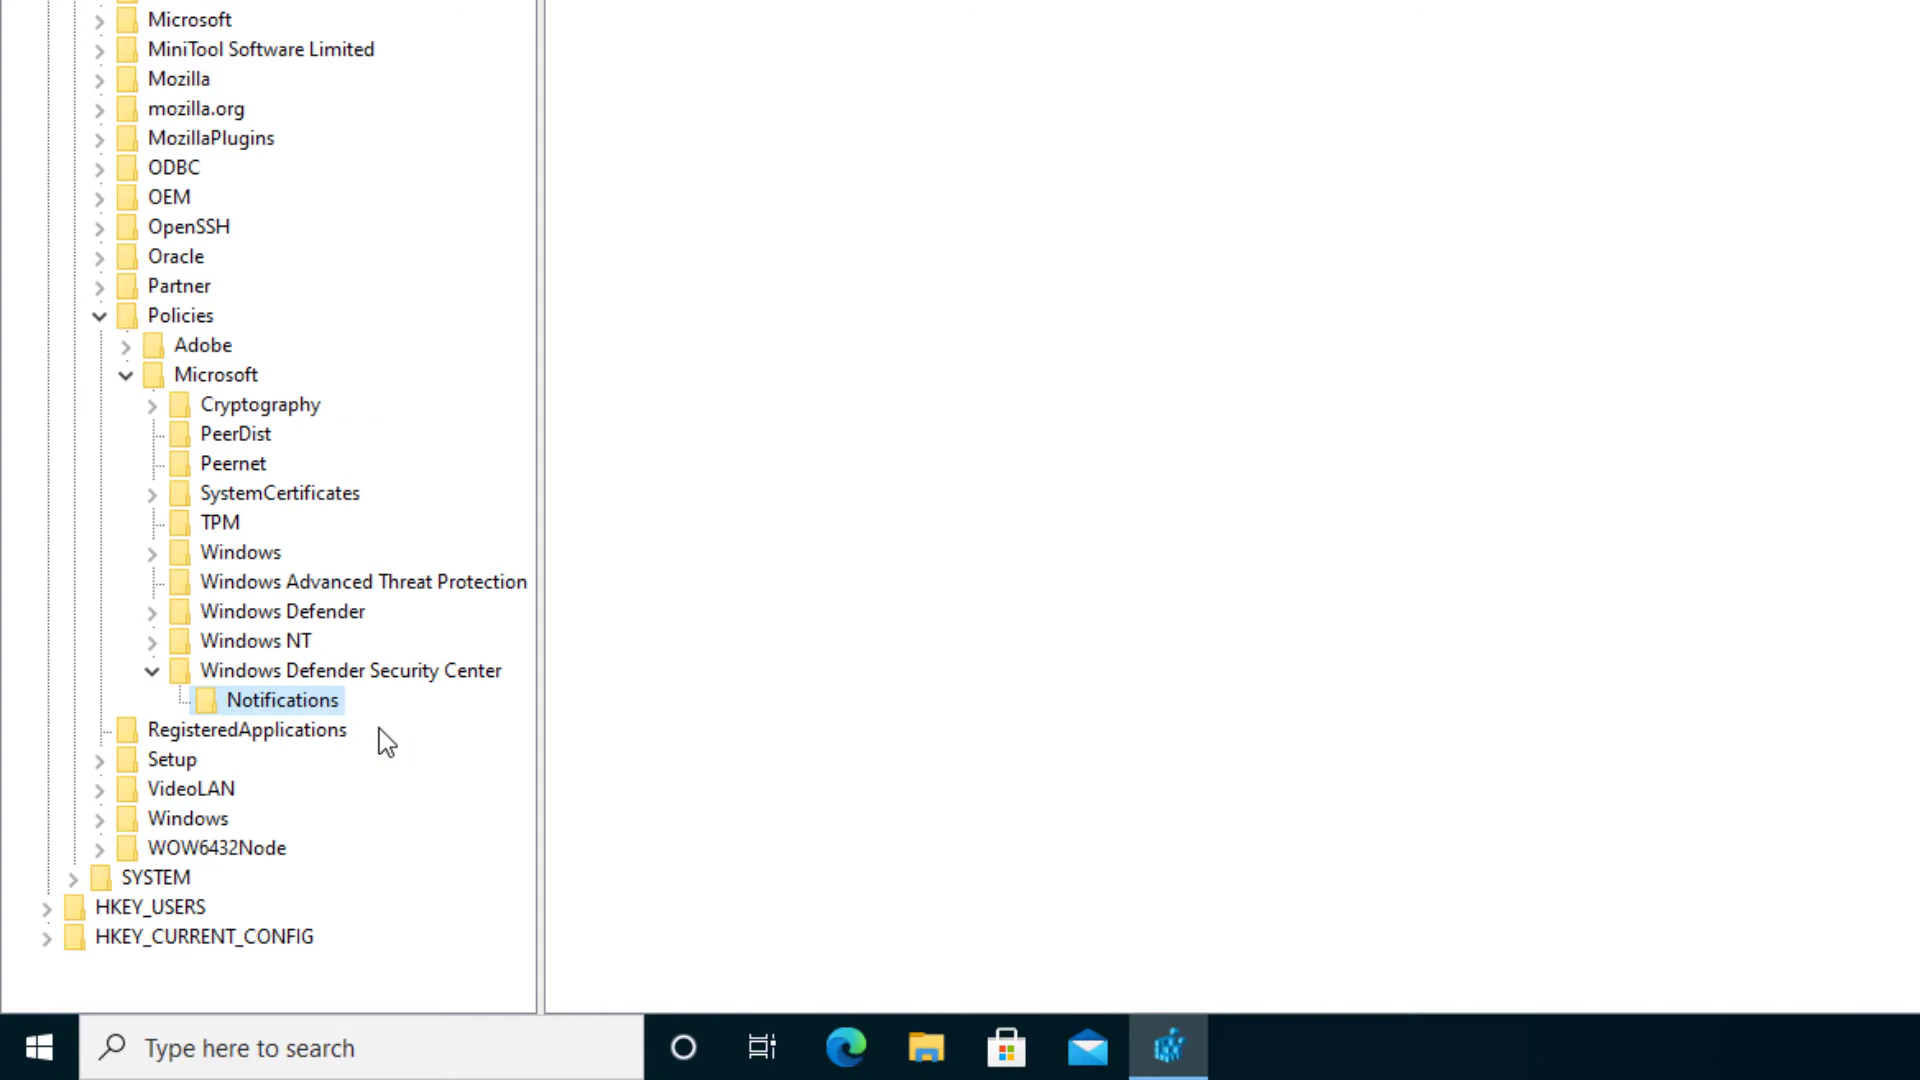 Microsoft
MiniTool Software Limited
Mozilla
mozilla.org
MozillaPlugins
ODBC
OEM
OpenSSH
Oracle
Partner
Policies
Adobe
Microsoft
Cryptography
PeerDist
Peernet
SystemCertificates
TPM
Windows
Windows Advanced Threat Protection
Windows Defender
Windows NT
Windows Defender Security Center
Notifications
RegisteredApplications
Setup
VideoLAN
Windows
WOW6432Node
SYSTEM
HKEY_USERS
HKEY_CURRENT_CONFIG
Type here to search